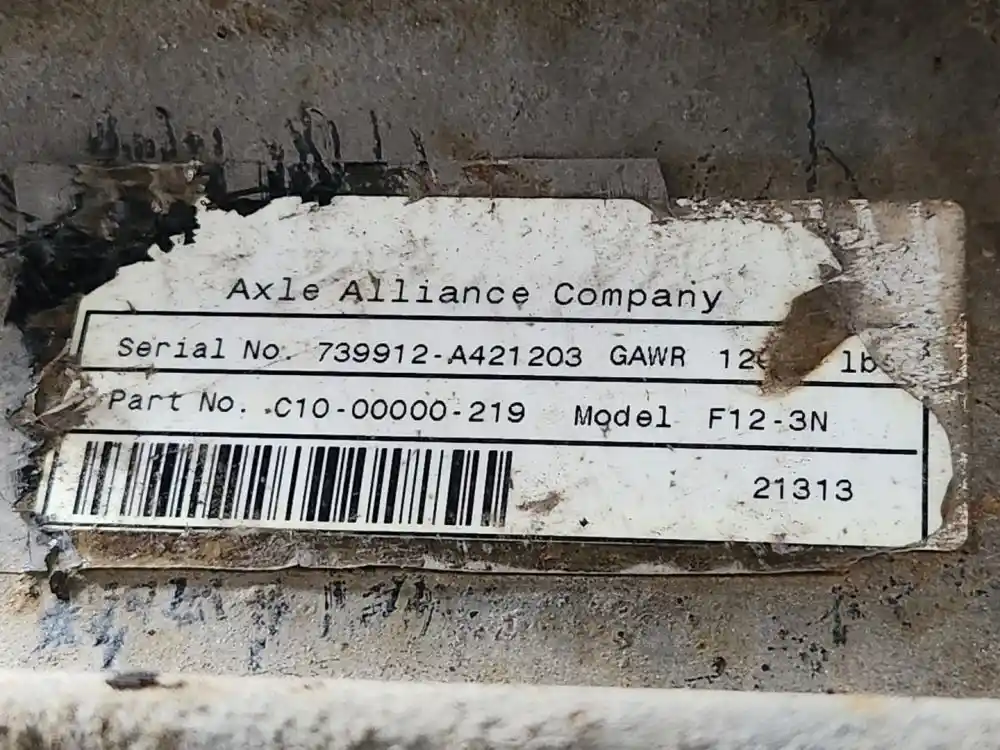 Axle Alliance Company
Serial No. 739912-A421203 GAWR lb
Part No. C10-00000-219 Model F12-3N
21313